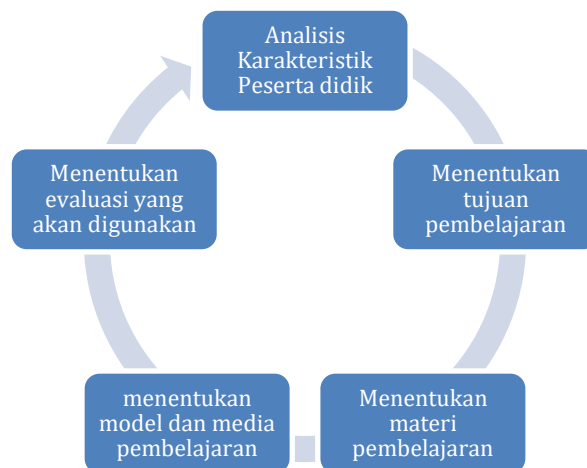 Analisis
Karakteristik
Peserta didik
Menentukan
tujuan
pembelajaran
Menentukan
materi
pembelajaran
menentukan
model dan media
pembelajaran
Menentukan
evaluasi yang
akan digunakan